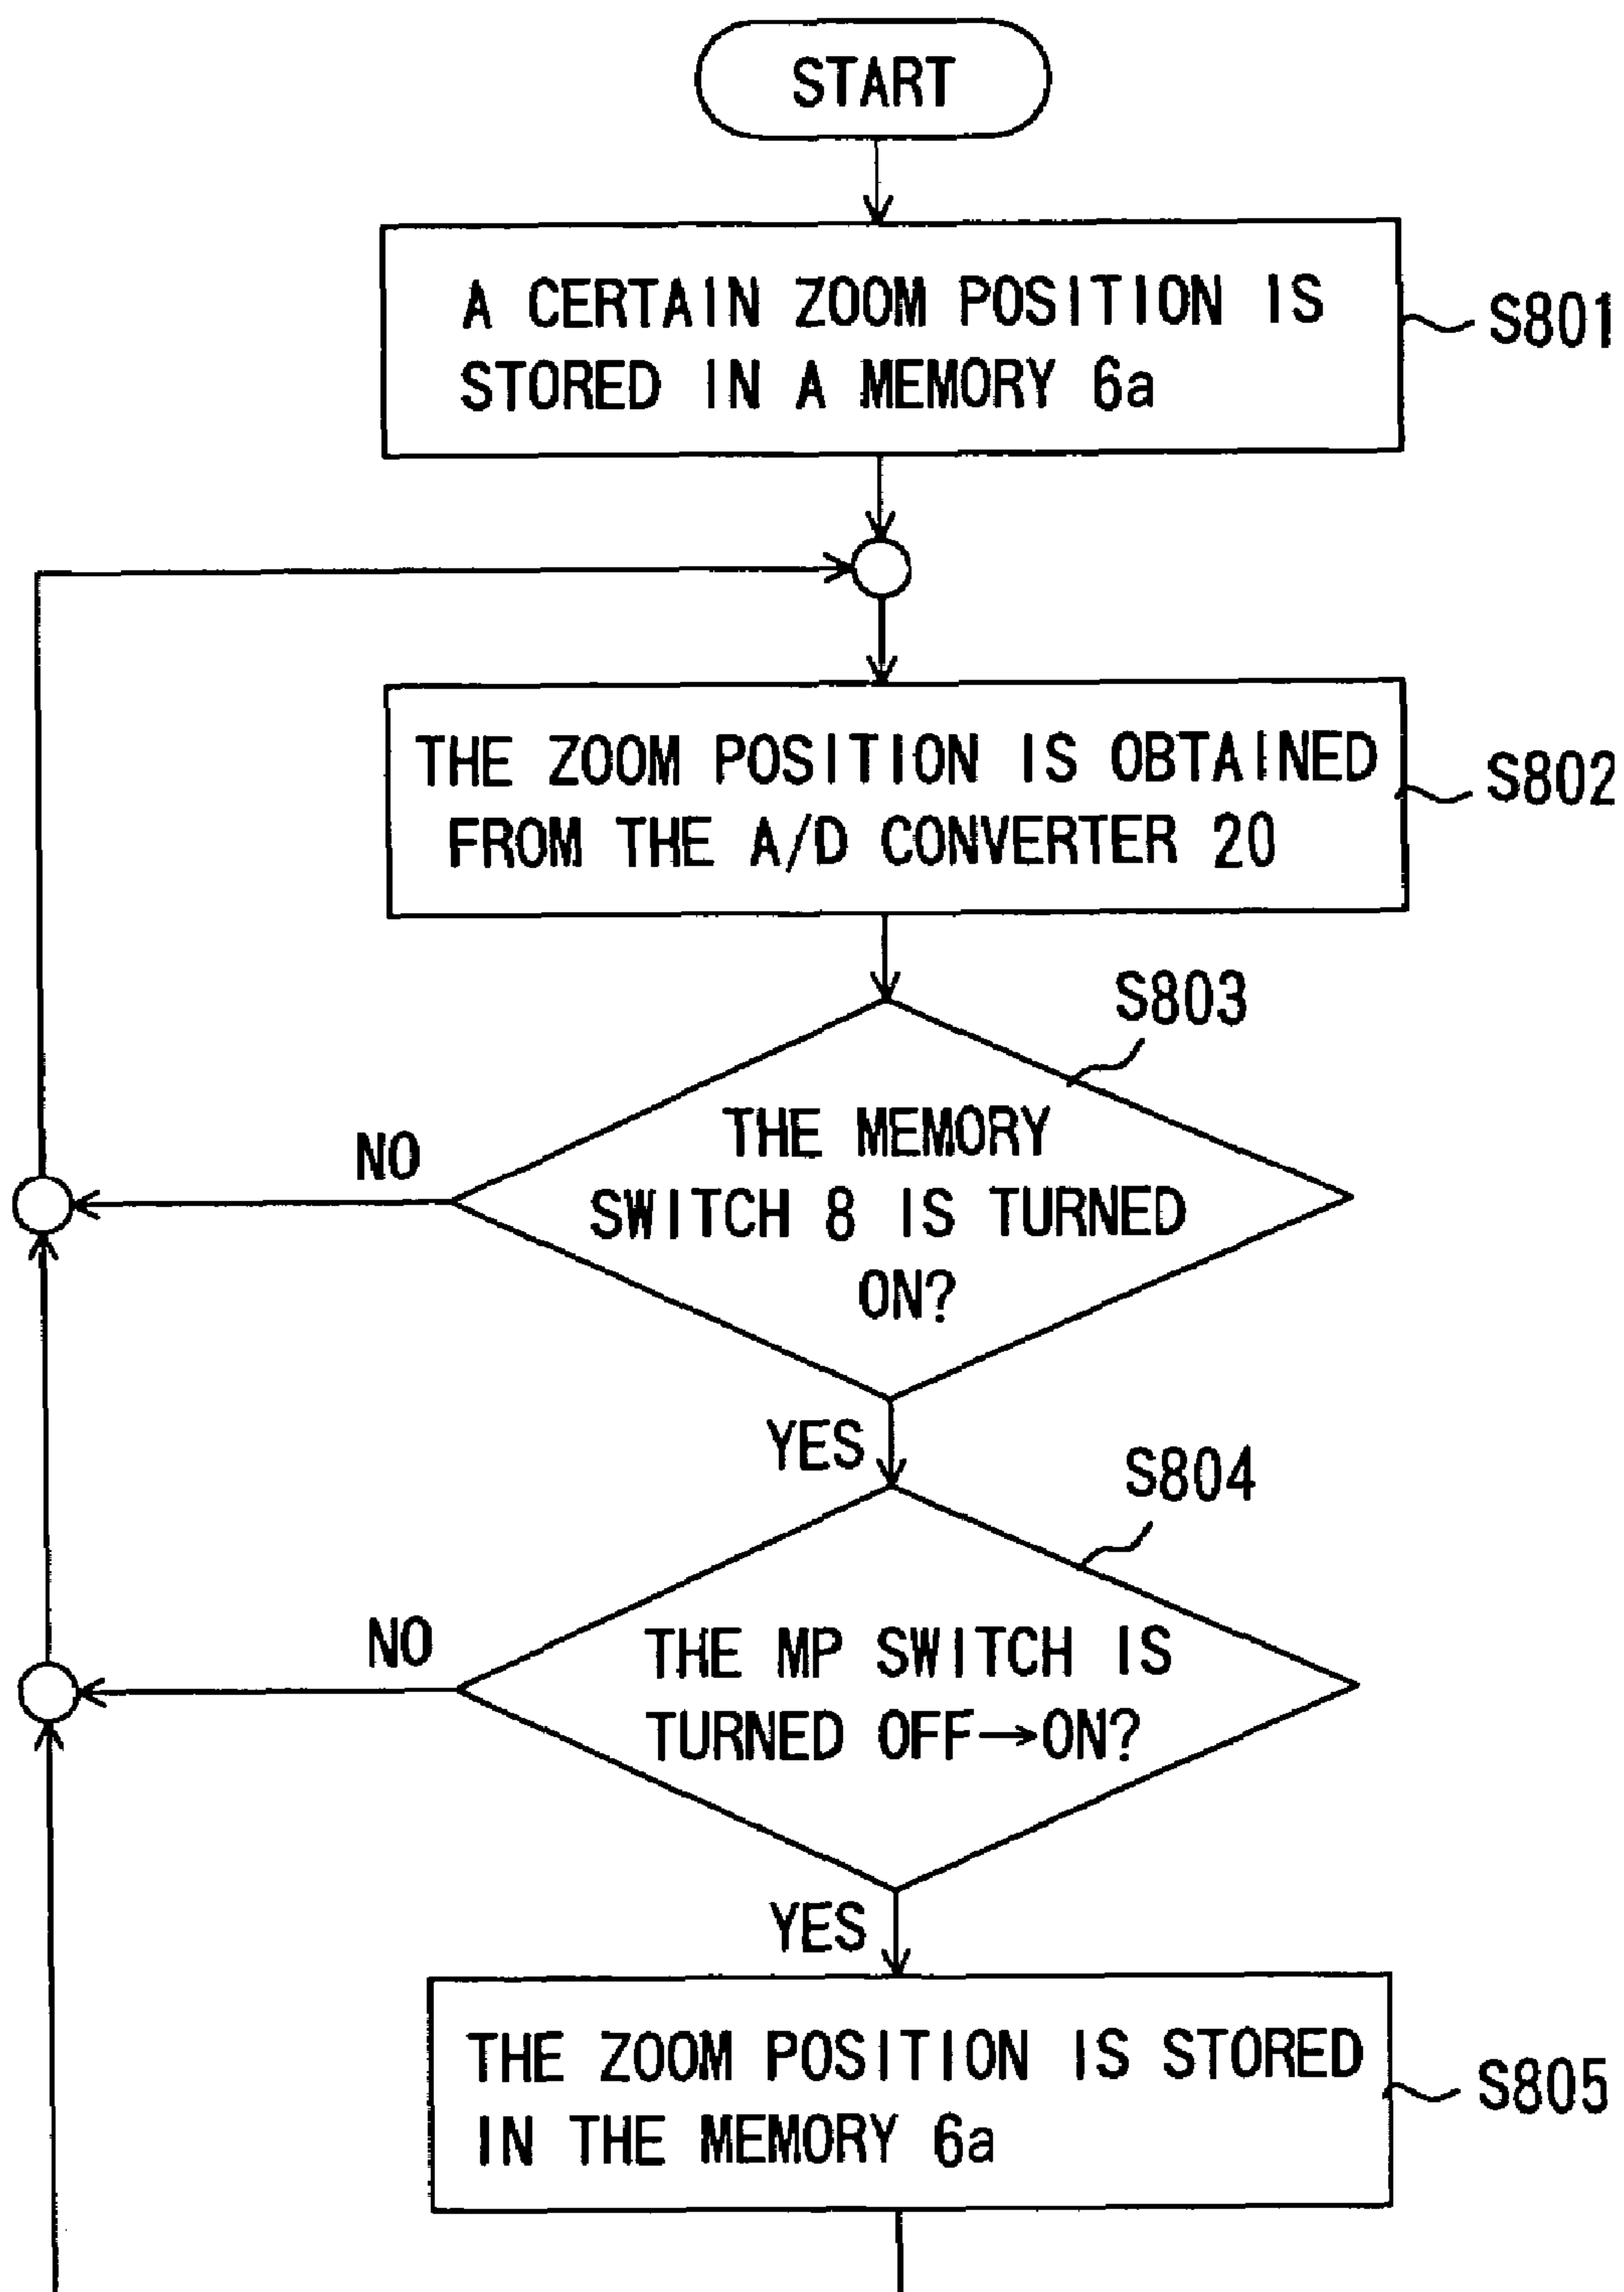 START
A CERTAIN ZOOM POSITION IS
STORED IN A MEMORY 6a
S801
THE ZOOM POSITION IS OBTAINED
FROM THE A/D CONVERTER 20
S802
S803
THE MEMORY
SWITCH 8 IS TURNED
ON?
NO
YES
S804
THE MP SWITCH IS
TURNED OFF→ON?
NO
YES
THE ZOOM POSITION IS STORED
IN THE MEMORY 6a
S805